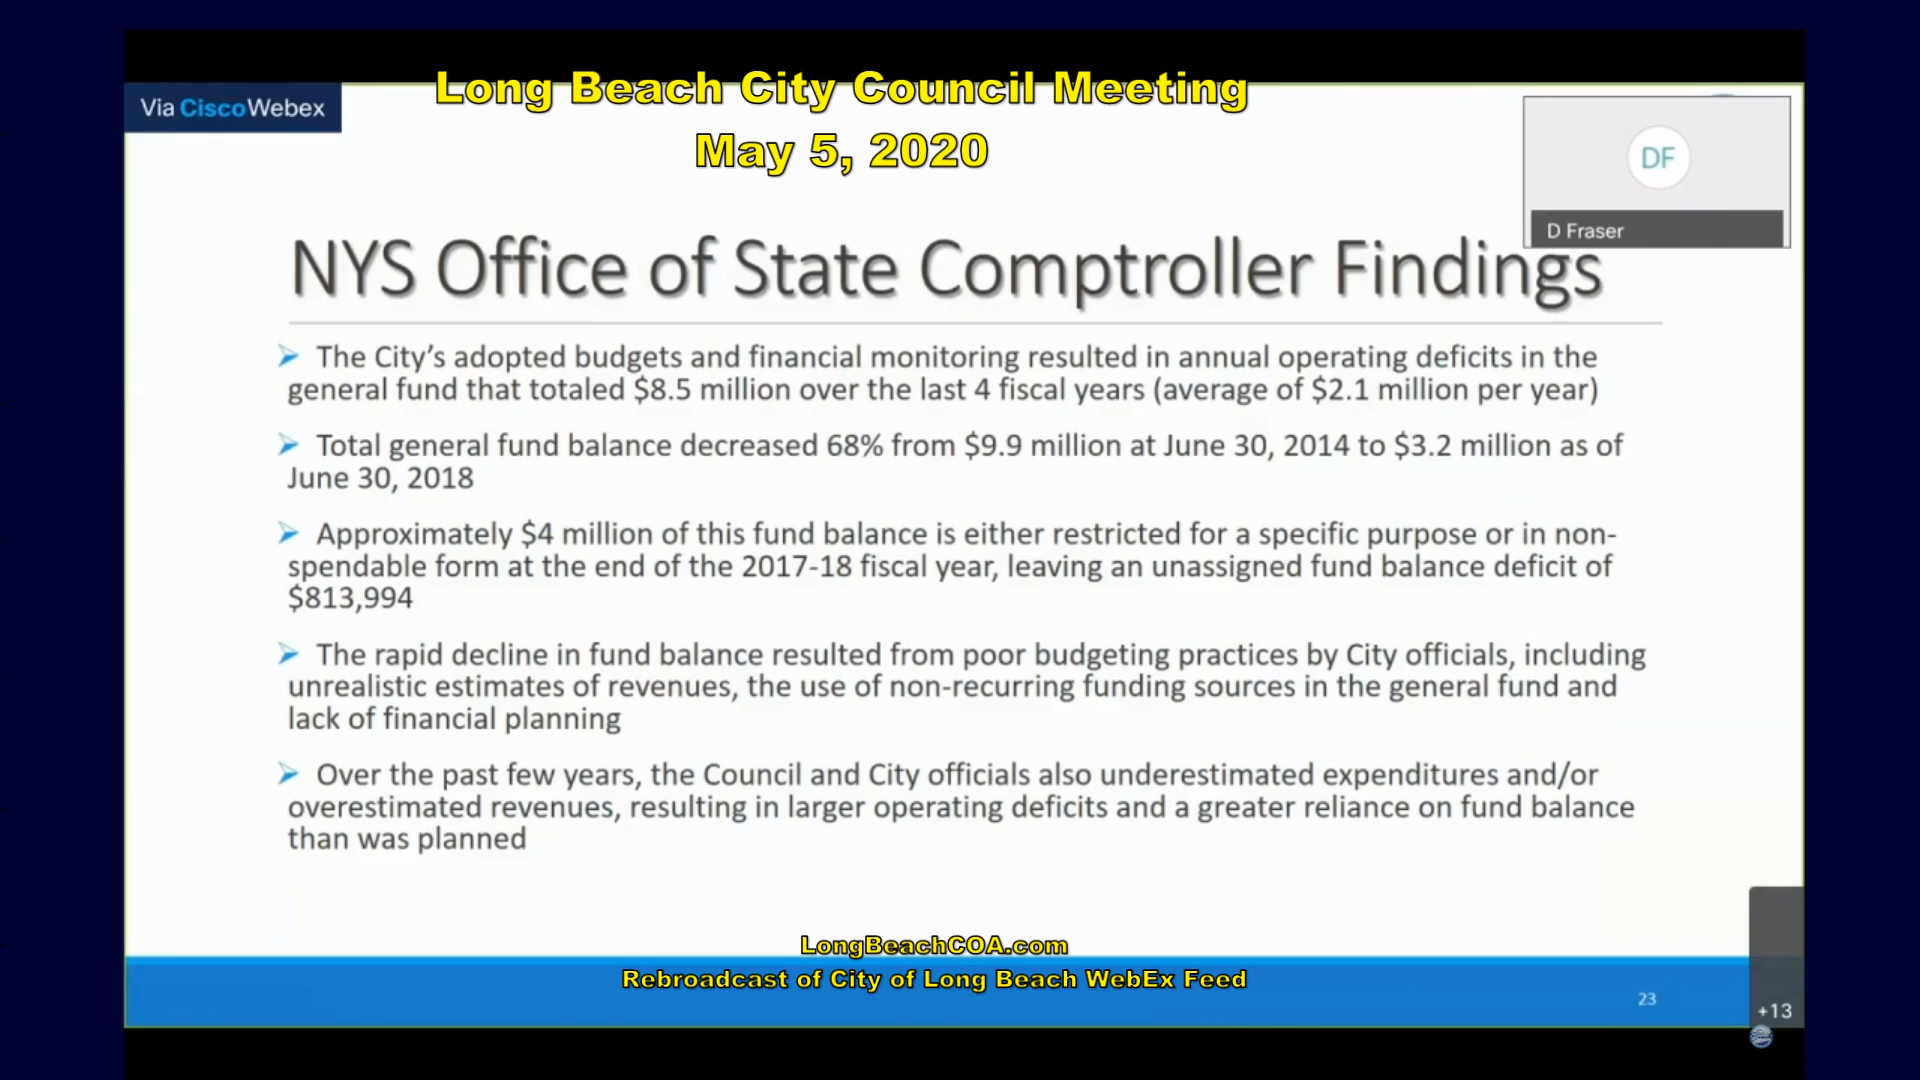 Long Beach City Council Meeting
May 5, 2020
Via CiscoWebex
DF
D Fraser
NYS Office of State Comptroller Findings
The City’s adopted budgets and financial monitoring resulted in annual operating deficits in the
general fund that totaled $8.5 million over the last 4 fiscal years (average of $2.1 million per year)
Total general fund balance decreased 68% from $9.9 million at June 30, 2014 to $3.2 million as of
June 30, 2018
Approximately $4 million of this fund balance is either restricted for a specific purpose or in non-
spendable form at the end of the 2017-18 fiscal year, leaving an unassigned fund balance deficit of
$813,994
The rapid decline in fund balance resulted from poor budgeting practices by City officials, including
unrealistic estimates of revenues, the use of non-recurring funding sources in the general fund and
lack of financial planning
Over the past few years, the Council and City officials also underestimated expenditures and/or
overestimated revenues, resulting in larger operating deficits and a greater reliance on fund balance
than was planned
LongBeachCOA.com
Rebroadcast of City of Long Beach WebEx Feed
23
+13